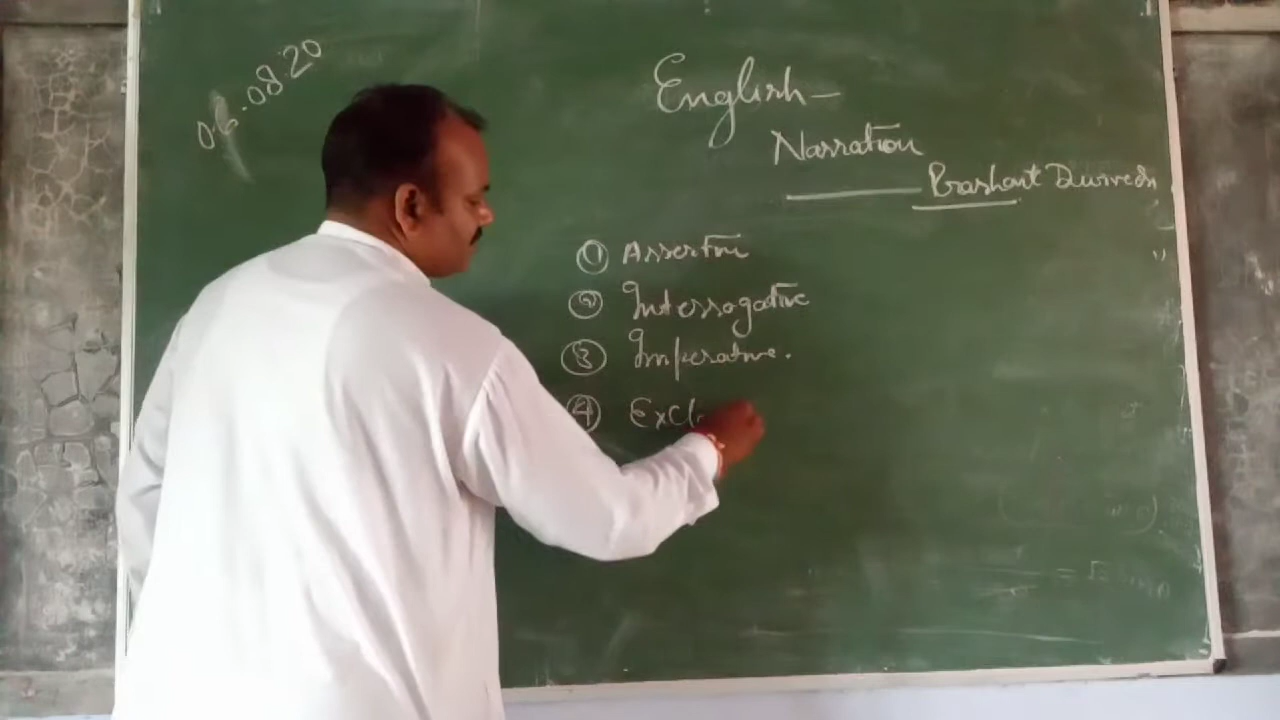 06.08.20
English-
Narration
Prashant Dwivedi
① Assertive
② Interrogative
③ Imperative.
④ Excl